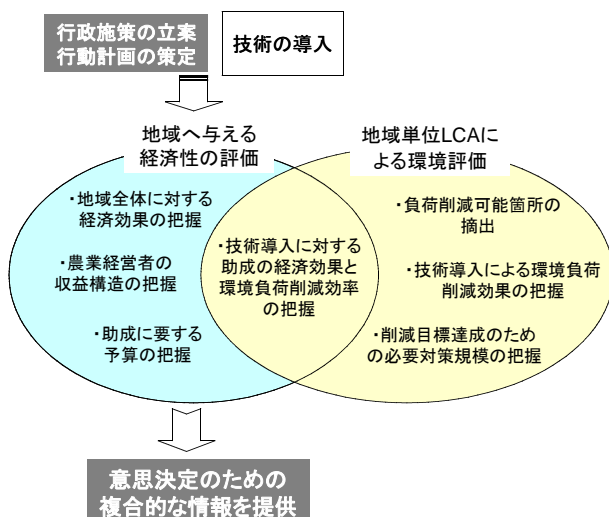 行政施策の立案
行動計画の策定
技術の導入
地域へ与える
経済性の評価
地域単位LCAに
よる環境評価
・地域全体に対する
経済効果の把握
・農業経営者の
収益構造の把握
・助成に要する
予算の把握
・技術導入に対する
助成の経済効果と
環境負荷削減効率
の把握
・負荷削減可能箇所の
摘出
・技術導入による環境負荷
削減効果の把握
・削減目標達成のため
の必要対策規模の把握
意思決定のための
複合的な情報を提供